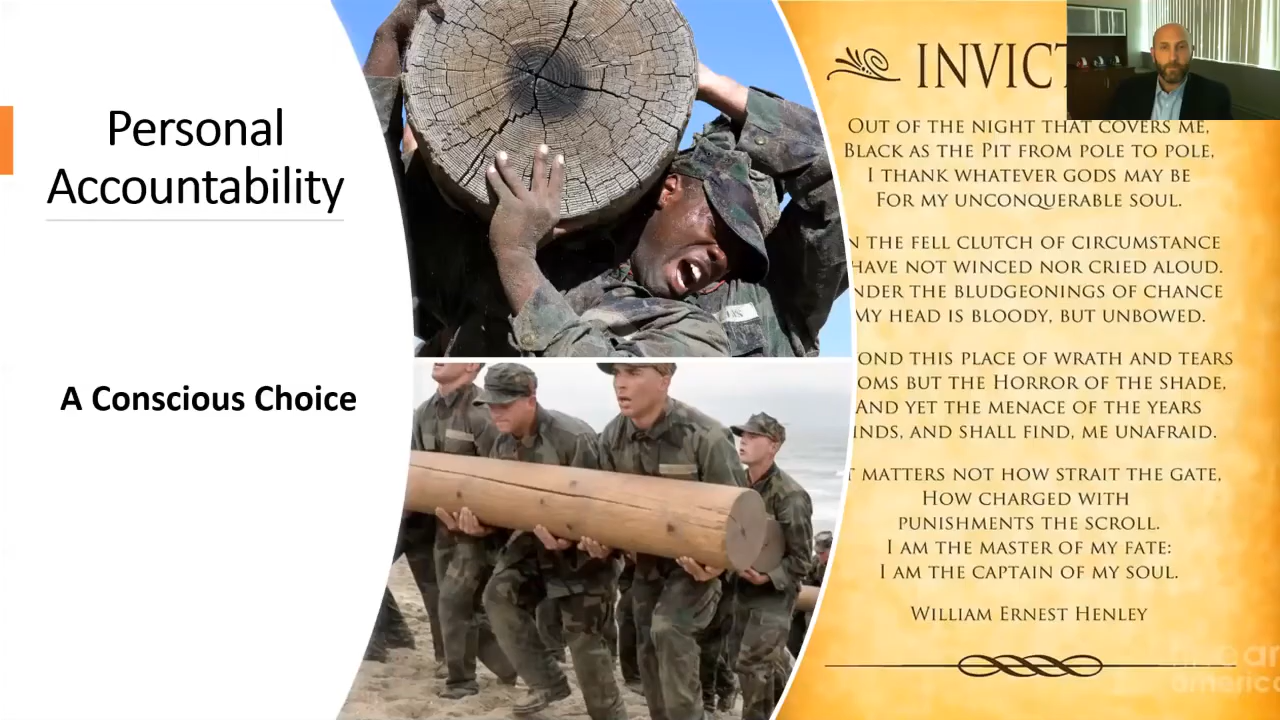 Personal
Accountability
A Conscious Choice
INVICT
OUT OF THE NIGHT THAT COVERS ME,
BLACK AS THE PIT FROM POLE TO POLE,
I THANK WHATEVER GODS MAY BE
FOR MY UNCONQUERABLE SOUL.
N THE FELL CLUTCH OF CIRCUMSTANCE
HAVE NOT WINCED NOR CRIED ALOUD.
NDER THE BLUDGEONINGS OF CHANCE
MY HEAD IS BLOODY, BUT UNBOWED.
OND THIS PLACE OF WRATH AND TEARS
OMS BUT THE HORROR OF THE SHADE,
AND YET THE MENACE OF THE YEARS
INDS, AND SHALL FIND, ME UNAFRAID.
T MATTERS NOT HOW STRAIT THE GATE,
HOW CHARGED WITH
PUNISHMENTS THE SCROLL.
I AM THE MASTER OF MY FATE:
I AM THE CAPTAIN OF MY SOUL.
WILLIAM ERNEST HENLEY